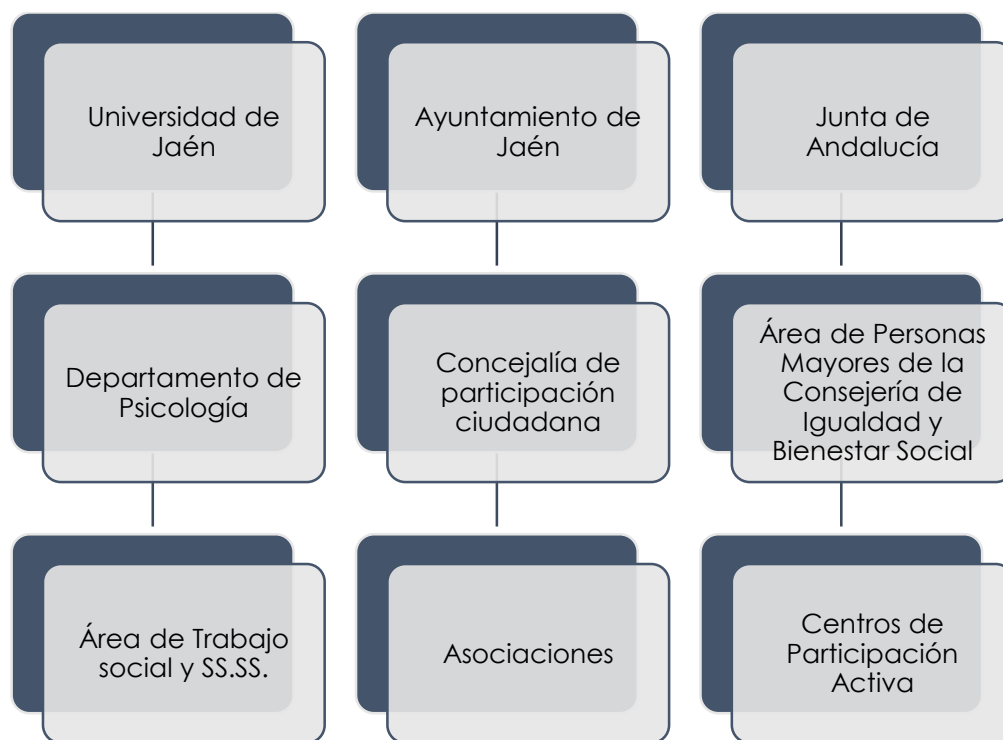 Universidad de
Jaén
Ayuntamiento de
Jaén
Junta de
Andalucía
Departamento de
Psicología
Concejalía de
participación
ciudadana
Área de Personas
Mayores de la
Consejería de
Igualdad y
Bienestar Social
Área de Trabajo
social y SS.SS.
Asociaciones
Centros de
Participación
Activa